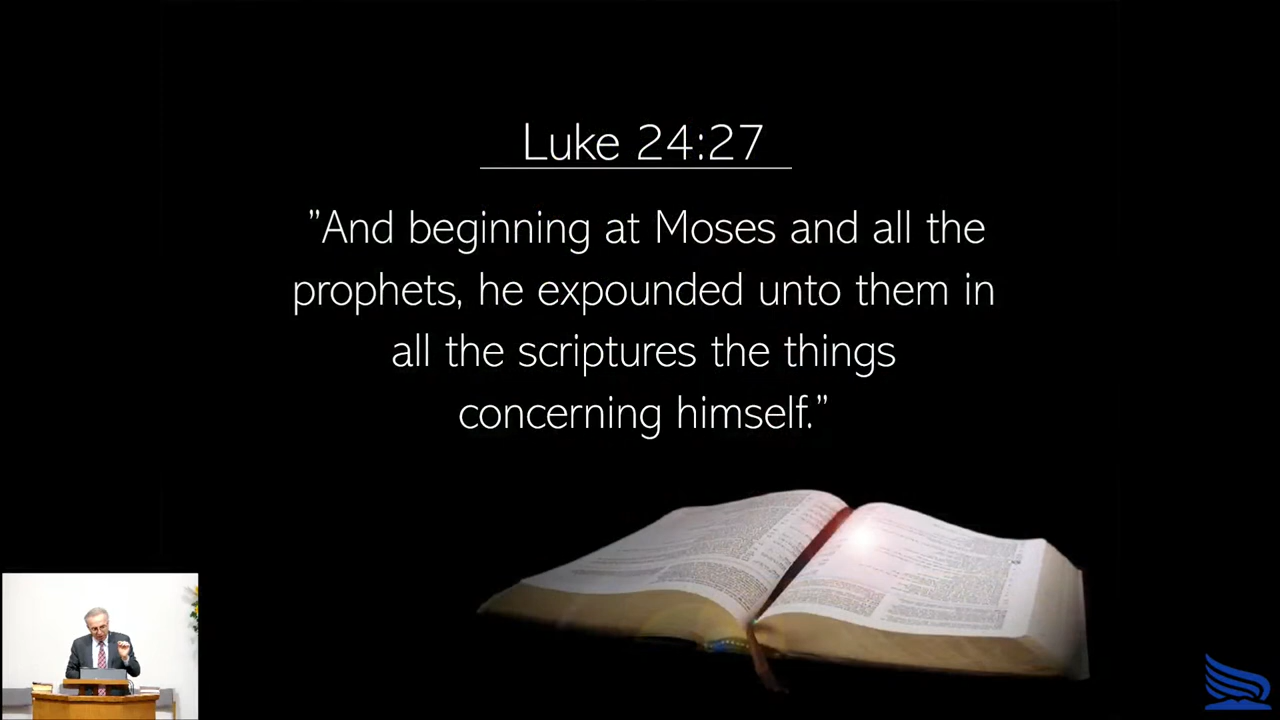 Luke 24:27
”And beginning at Moses and all the
prophets, he expounded unto them in
all the scriptures the things
concerning himself.”